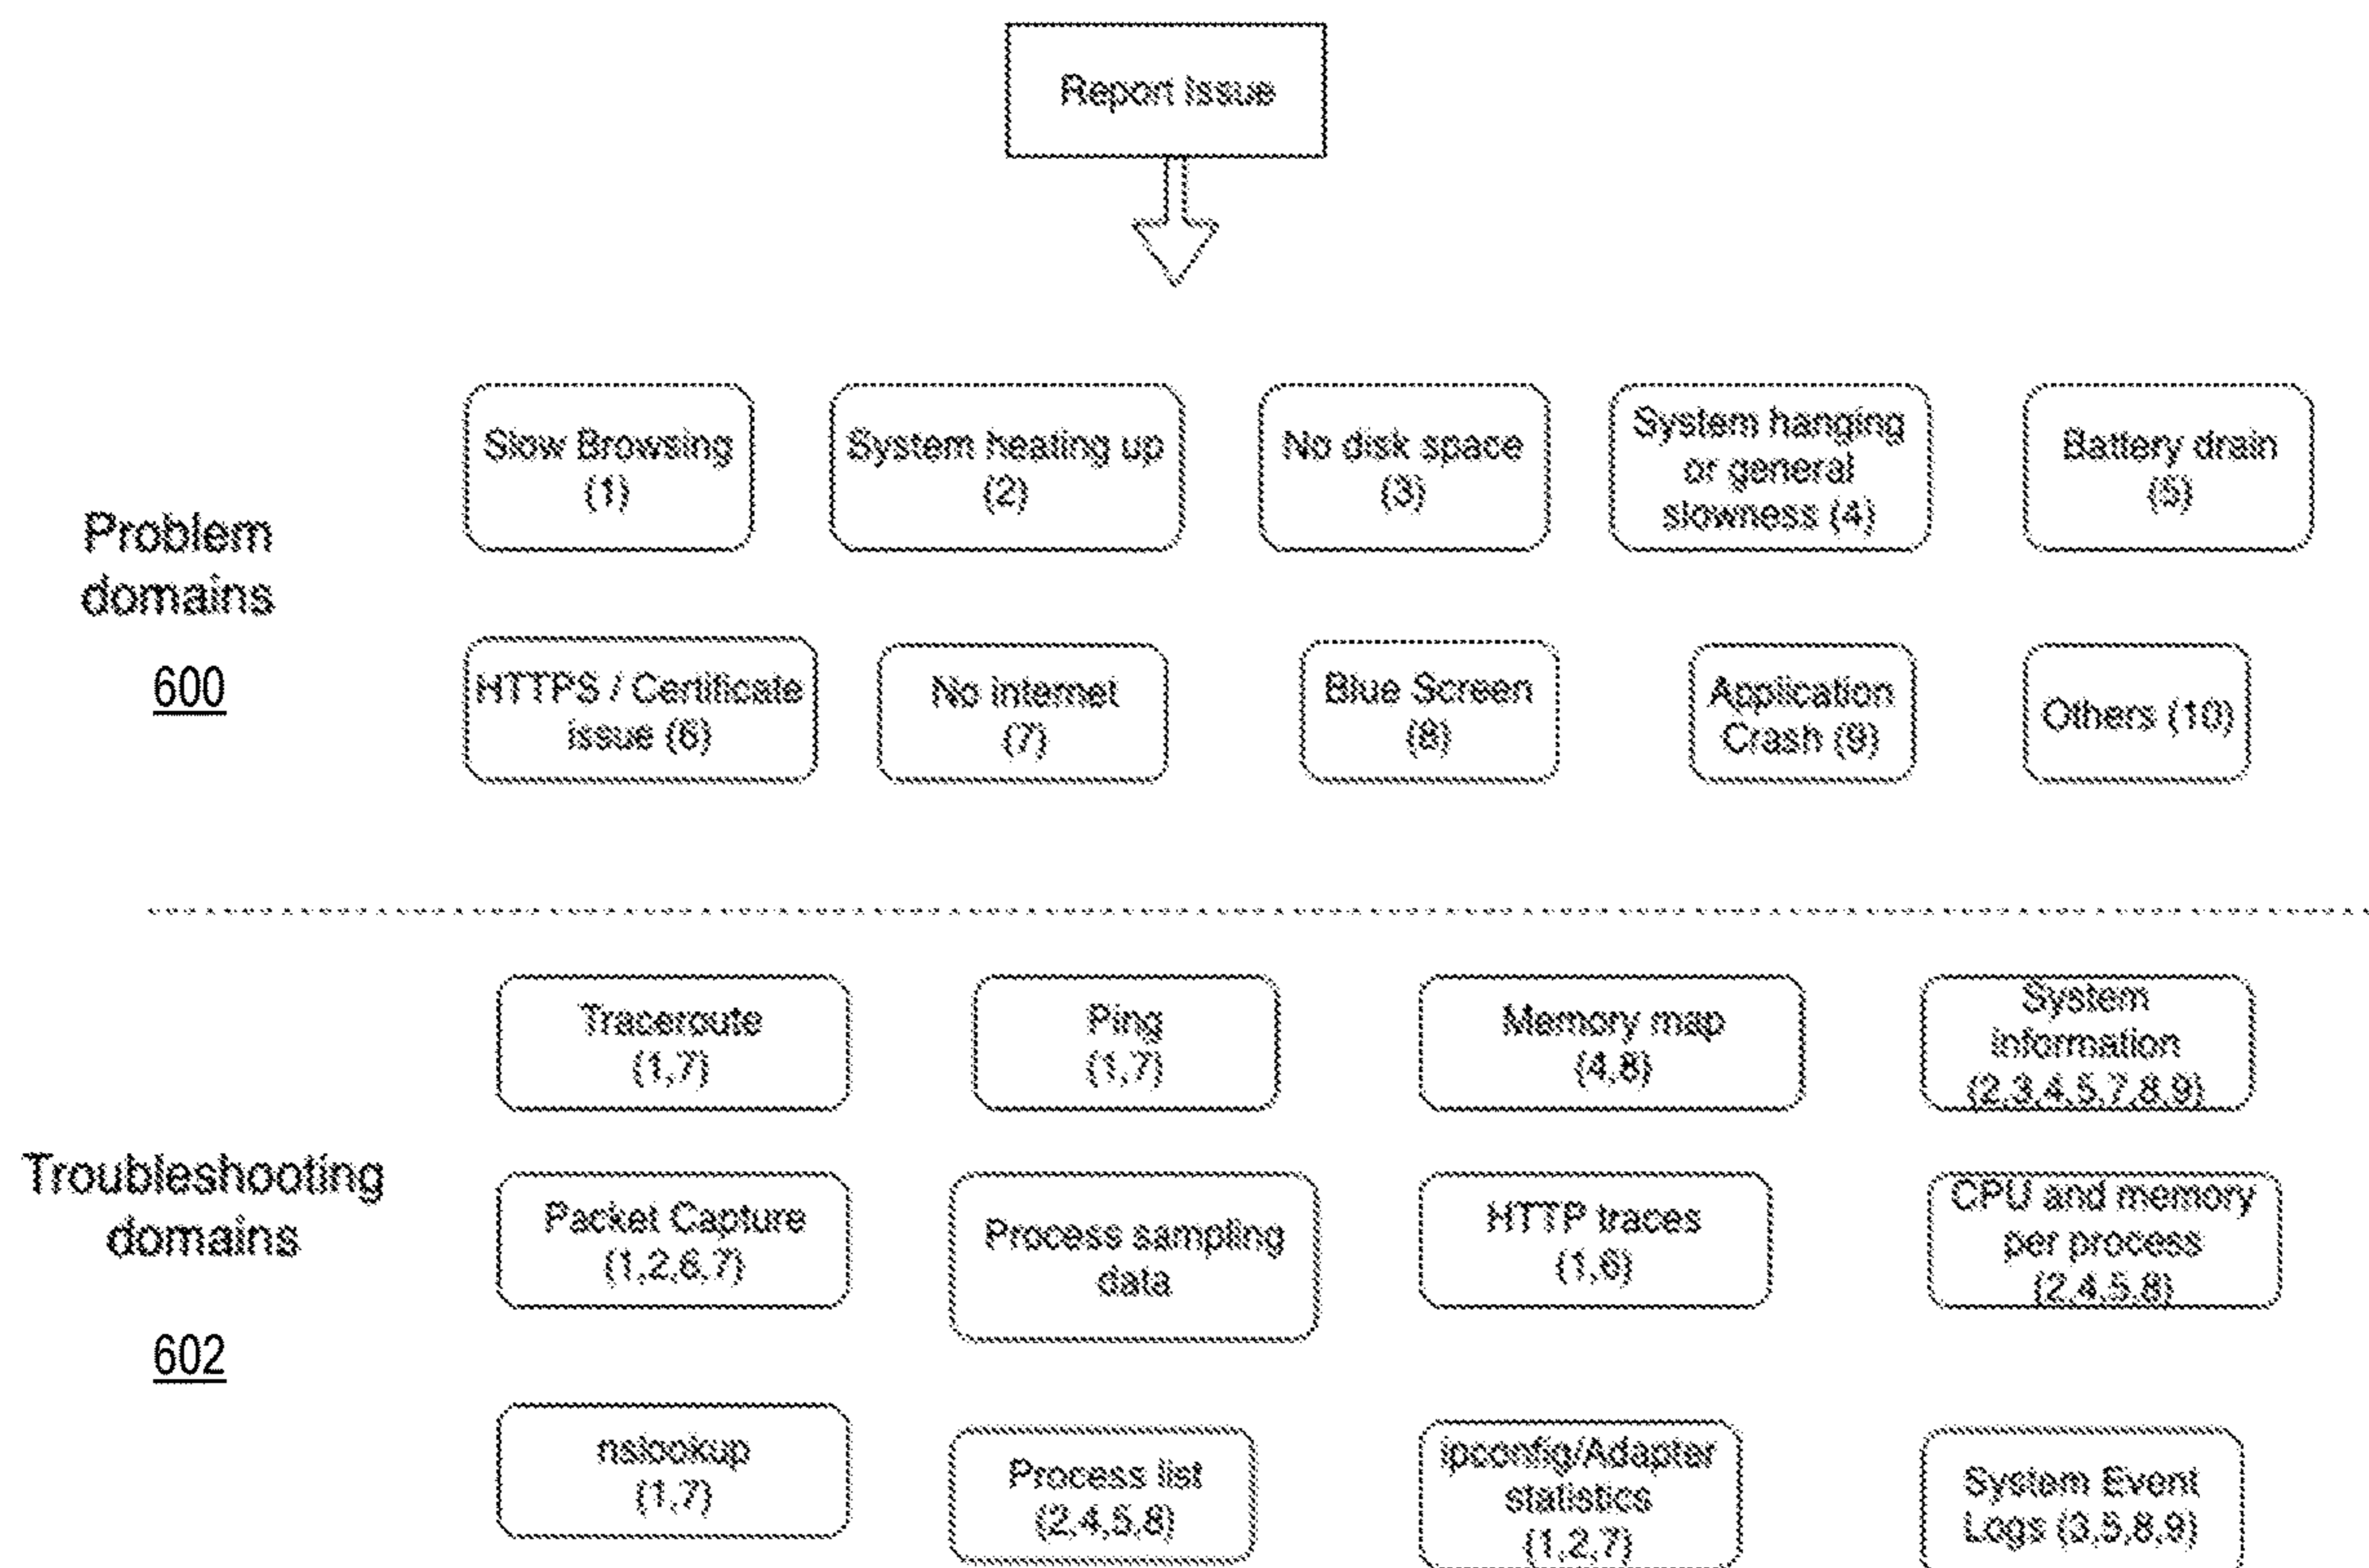 Report Issue
Problem
domains
600
Slow Browsing
(1)
System heating up
(2)
No disk space
(3)
System hanging
or general
slowness (4)
Battery drain
(5)
HTTPS / Certificate
issue (6)
No internet
(7)
Blue Screen
(8)
Application
Crash (9)
Others (10)
Troubleshooting
domains
602
Traceroute
(1,7)
Ping
(1,7)
Memory map
(4,8)
System
information
(2,3,4,5,7,8,9)
Packet Capture
(1,2,6,7)
Process sampling
data
HTTP traces
(1,6)
CPU and memory
per process
(2,4,5,8)
nslookup
(1,7)
Process list
(2,4,5,8)
ipconfig/Adapter
statistics
(1,2,7)
System Event
Logs (3,5,8,9)